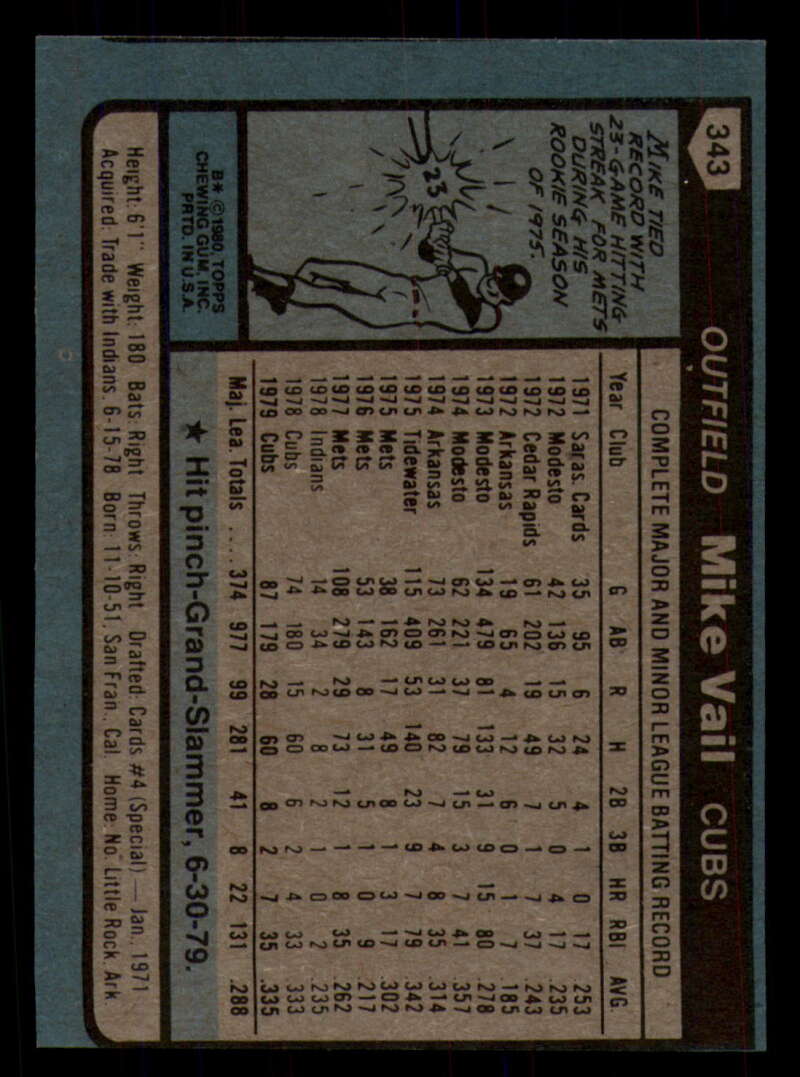 343
OUTFIELD Mike Vail CUBS
MIKE TIED
RECORD WITH
23-GAME HITTING
STREAK FOR METS
DURING HIS
ROOKIE SEASON
OF 1975.
23
B* © 1980 TOPPS
CHEWING GUM, INC.
PRTD. IN U.S.A.
COMPLETE MAJOR AND MINOR LEAGUE BATTING RECORD
Year Club G AB R H 2B 3B HR RBI AVG.
1971 Saras. Cards 35 95 6 24 4 1 0 17 .253
1972 Modesto 42 136 15 32 5 0 4 17 .235
1972 Cedar Rapids 61 202 19 49 7 1 7 37 .243
1972 Arkansas 19 65 4 12 6 0 1 7 .185
1973 Modesto 134 479 81 133 31 9 15 80 .278
1974 Modesto 62 221 37 79 15 3 7 41 .357
1974 Arkansas 73 261 31 82 7 4 8 35 .314
1975 Tidewater 115 409 53 140 23 9 7 79 .342
1975 Mets 38 162 17 49 8 1 3 17 .302
1976 Mets 53 143 8 31 5 1 0 9 .217
1977 Mets 108 279 29 73 12 1 8 35 .262
1978 Indians 14 34 2 8 2 1 0 2 .235
1978 Cubs 74 180 15 60 6 2 4 33 .333
1979 Cubs 87 179 28 60 8 2 7 35 .335
Maj. Lea. Totals .... 374 977 99 281 41 8 22 131 .288
★ Hit pinch-Grand-Slammer, 6-30-79.
Height: 6'1" Weight: 180 Bats: Right Throws: Right Drafted: Cards #4 (Special) — Jan., 1971
Acquired: Trade with Indians, 6-15-78 Born: 11-10-51, San Fran., Cal. Home: No. Little Rock, Ark.